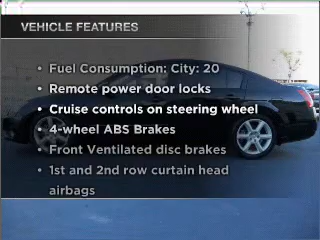 VEHICLE FEATURES
• Fuel Consumption: City: 20
• Remote power door locks
• Cruise controls on steering wheel
• 4-wheel ABS Brakes
• Front Ventilated disc brakes
• 1st and 2nd row curtain head
airbags